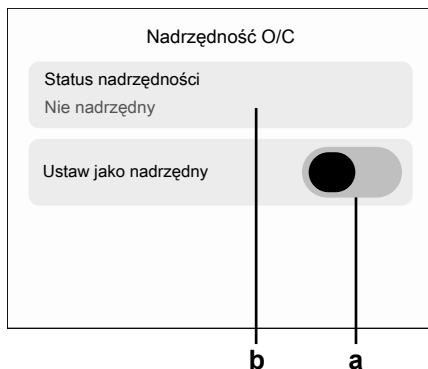 Nadrzędność O/C
Status nadrzędności
Nie nadrzędny
Ustaw jako nadrzędny
b a